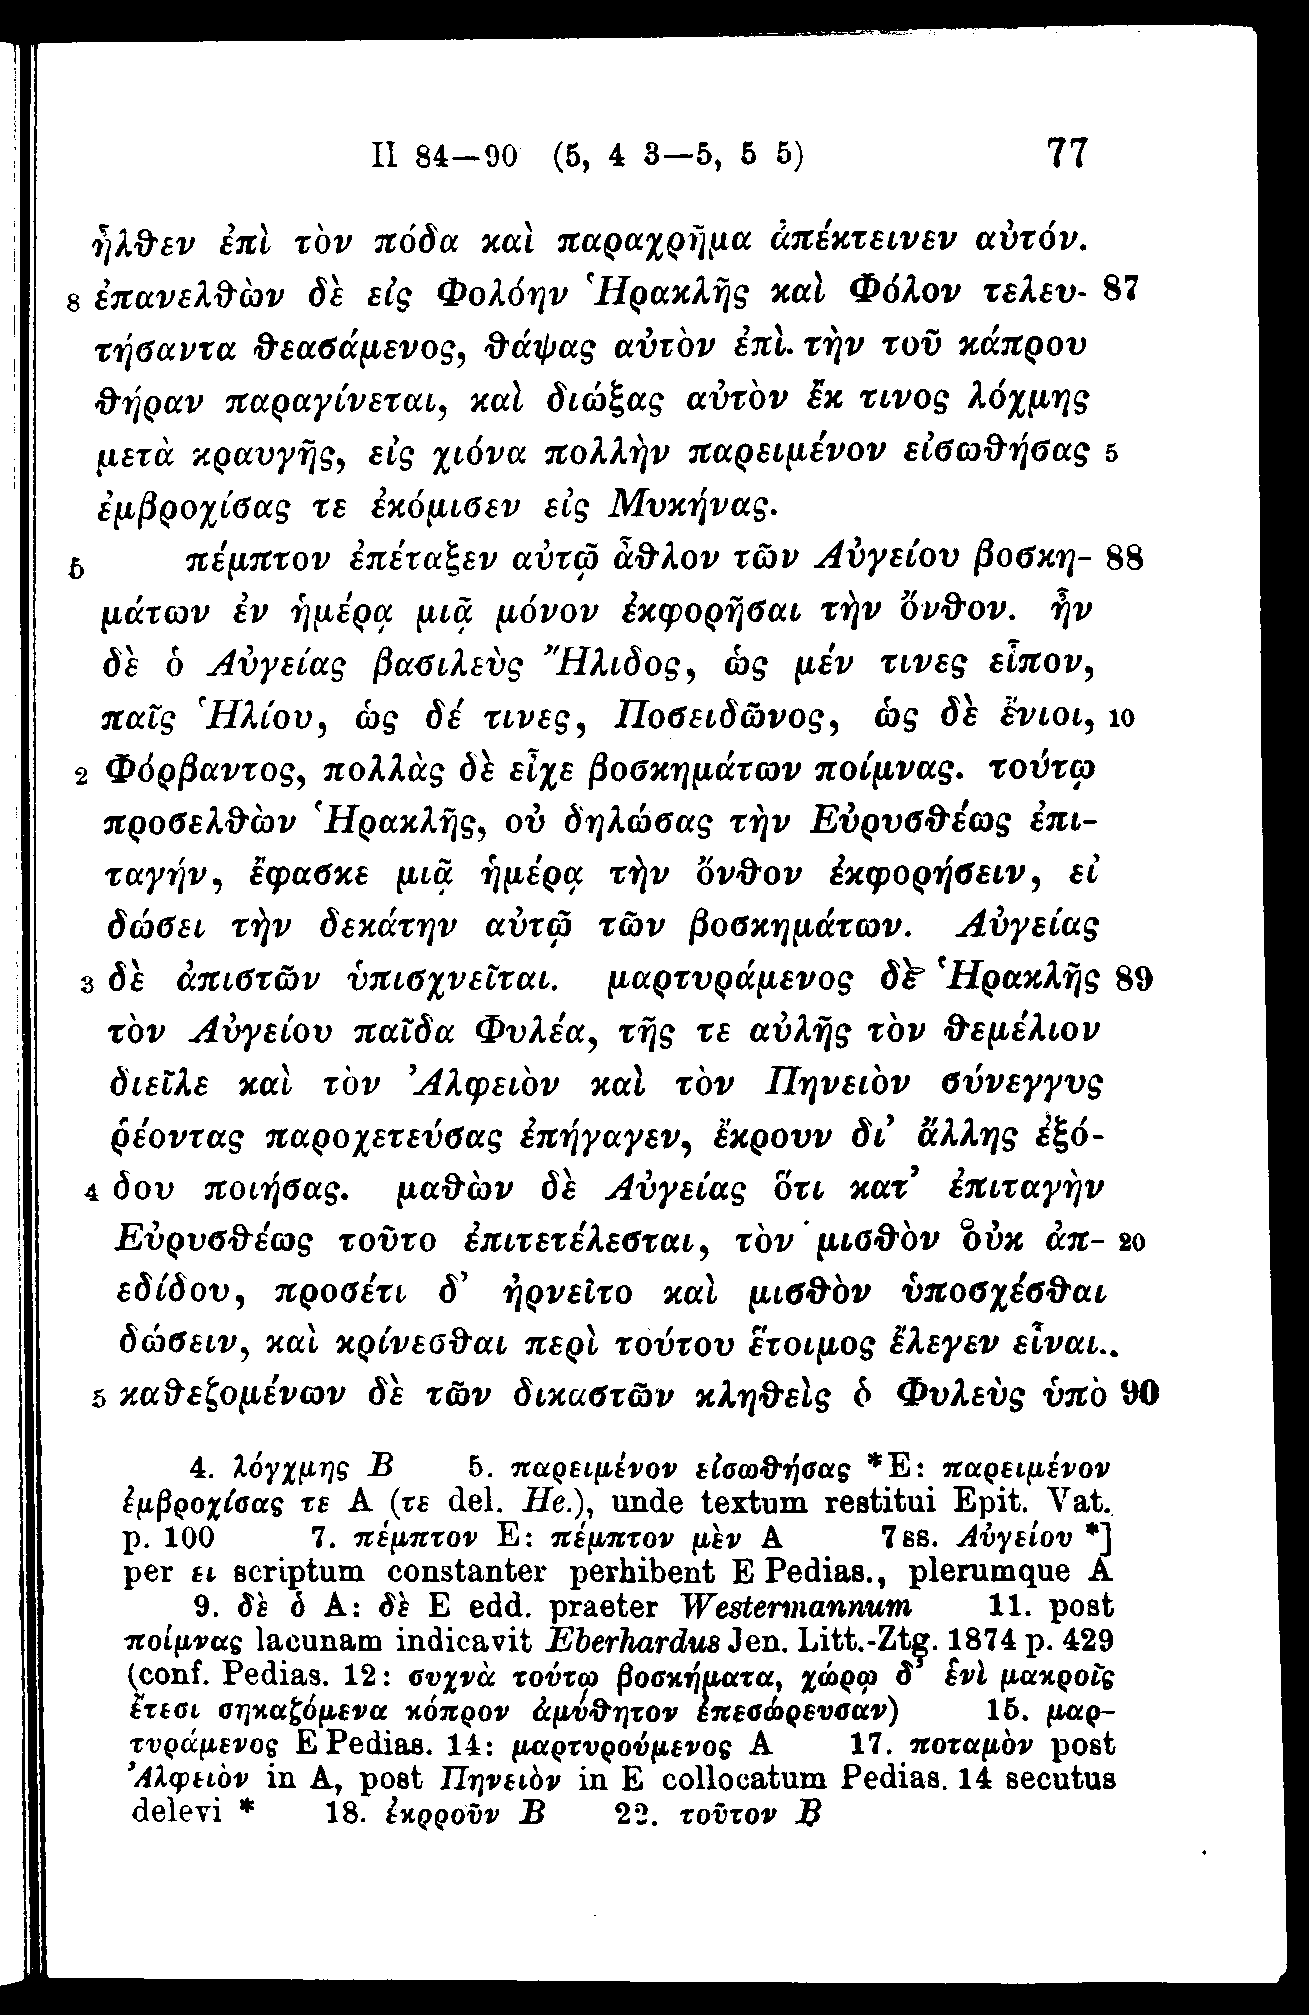 II 84—90 (5, 4 3—5, 5 5) 77
ἦλθεν ἐπὶ τὸν πόδα καὶ παραχρῆμα ἀπέκτεινεν αὐτόν.
8 ἐπανελθὼν δὲ εἰς Φολόην Ἡρακλῆς καὶ Φόλον τελευ- 87
τήσαντα θεασάμενος, θάψας αὐτὸν ἐπὶ τὴν τοῦ κάπρου
θήραν παραγίνεται, καὶ διώξας αὐτὸν ἔκ τινος λόχμης
μετὰ κραυγῆς, εἰς χιόνα πολλὴν παρειμένον εἰσωθήσας 5
ἐμβροχίσας τε ἐκόμισεν εἰς Μυκήνας.
5 πέμπτον ἐπέταξεν αὐτῷ ἆθλον τῶν Αὐγείου βοσκη- 88
μάτων ἐν ἡμέρᾳ μιᾷ μόνον ἐκφορῆσαι τὴν ὄνθον. ἦν
δὲ ὁ Αὐγείας βασιλεὺς Ἤλιδος, ὡς μέν τινες εἶπον,
παῖς Ἡλίου, ὡς δέ τινες, Ποσειδῶνος, ὡς δὲ ἔνιοι, 10
2 Φόρβαντος, πολλὰς δὲ εἶχε βοσκημάτων ποίμνας. τούτῳ
προσελθὼν Ἡρακλῆς, οὐ δηλώσας τὴν Εὐρυσθέως ἐπι-
ταγήν, ἔφασκε μιᾷ ἡμέρᾳ τὴν ὄνθον ἐκφορήσειν, εἰ
δώσει τὴν δεκάτην αὐτῷ τῶν βοσκημάτων. Αὐγείας
3 δὲ ἀπιστῶν ὑπισχνεῖται. μαρτυράμενος δὲ Ἡρακλῆς 89
τὸν Αὐγείου παῖδα Φυλέα, τῆς τε αὐλῆς τὸν θεμέλιον
διεῖλε καὶ τὸν Ἀλφειὸν καὶ τὸν Πηνειὸν σύνεγγυς
ῥέοντας παροχετεύσας ἐπήγαγεν, ἔκρουν δι’ ἄλλης ἐξό-
4 δου ποιήσας. μαθὼν δὲ Αὐγείας ὅτι κατ’ ἐπιταγὴν
Εὐρυσθέως τοῦτο ἐπιτετέλεσται, τὸν μισθὸν οὐκ ἀπ- 20
εδίδου, προσέτι δ’ ἠρνεῖτο καὶ μισθὸν ὑποσχέσθαι
δώσειν, καὶ κρίνεσθαι περὶ τούτου ἕτοιμος ἔλεγεν εἶναι.
5 καθεζομένων δὲ τῶν δικαστῶν κληθεὶς ὁ Φυλεὺς ὑπὸ 90
4. λόγχμης B 5. παρειμένον εἰσωθήσας *E: παρειμένον
ἐμβροχίσας τε A (τε del. He.), unde textum restitui Epit. Vat.
p. 100 7. πέμπτον E: πέμπτον μὲν A 7ss. Αὐγείου *]
per ει scriptum constanter perhibent E Pedias., plerumque A
9. δὲ ὁ A: δὲ E edd. praeter Westermannum 11. post
ποίμνας lacunam indicavit Eberhardus Jen. Litt.-Ztg. 1874 p. 429
(conf. Pedias. 12: συχνὰ τούτῳ βοσκήματα, χώρῳ δ’ ἑνὶ μακροῖς
ἔτεσι σηκαζόμενα κόπρον ἀμύθητον ἐπεσώρευσαν) 15. μαρ-
τυράμενος E Pedias. 14: μαρτυρούμενος A 17. ποταμὸν post
Ἀλφειὸν in A, post Πηνειὸν in E collocatum Pedias. 14 secutus
delevi * 18. ἐκρροῦν B 22. τοῦτον B